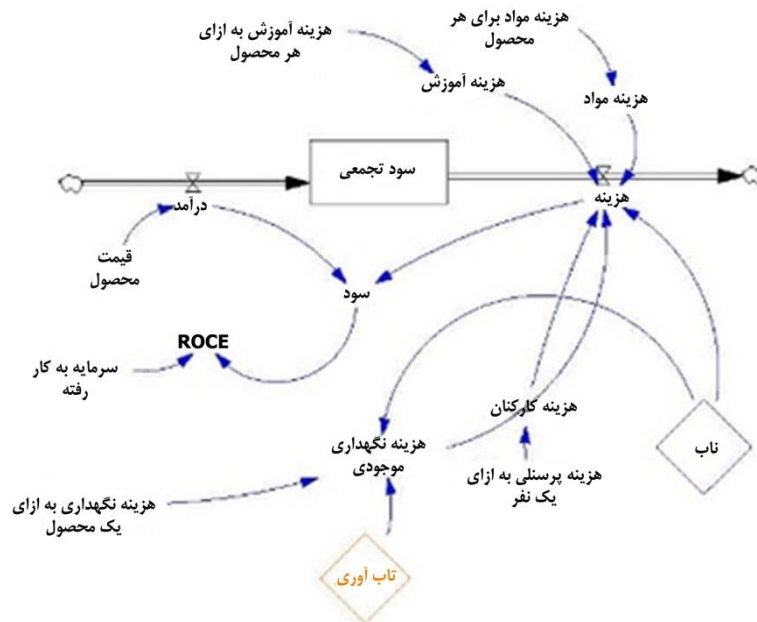 هزینه مواد برای هر
محصول
هزینه آموزش به ازای
هر محصول
هزینه آموزش
هزینه مواد
سود تجمعی
درآمد
هزینه
قیمت
محصول
سود
ROCE
سرمایه به کار
رفته
هزینه کارکنان
هزینه نگهداری
موجودی
ناب
هزینه پرسنلی به ازای
یک نفر
هزینه نگهداری به ازای
یک محصول
تاب آوری